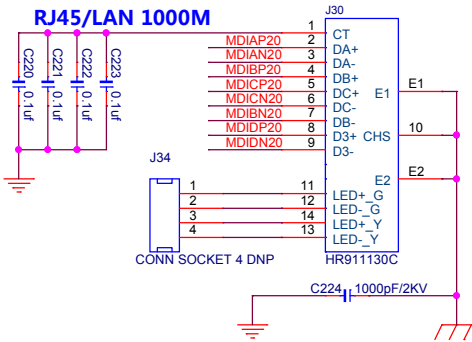 RJ45/LAN 1000M
J30
C220 0.1uf
C221 0.1uf
C222 0.1uf
C223 0.1uf
1 CT
MDIAP20 2 DA+
MDIAN20 3 DA-
MDIBP20 4 DB+
MDICP20 5 DC+ E1 E1
MDICN20 6 DC-
MDIBN20 7 DB-
MDIDP20 8 D3+ CHS 10
MDIDN20 9 D3-
J34
E2 E2
1 11 LED+_G
2 12 LED-_G
3 14 LED+_Y
4 13 LED-_Y
CONN SOCKET 4 DNP
HR911130C
C224 1000pF/2KV